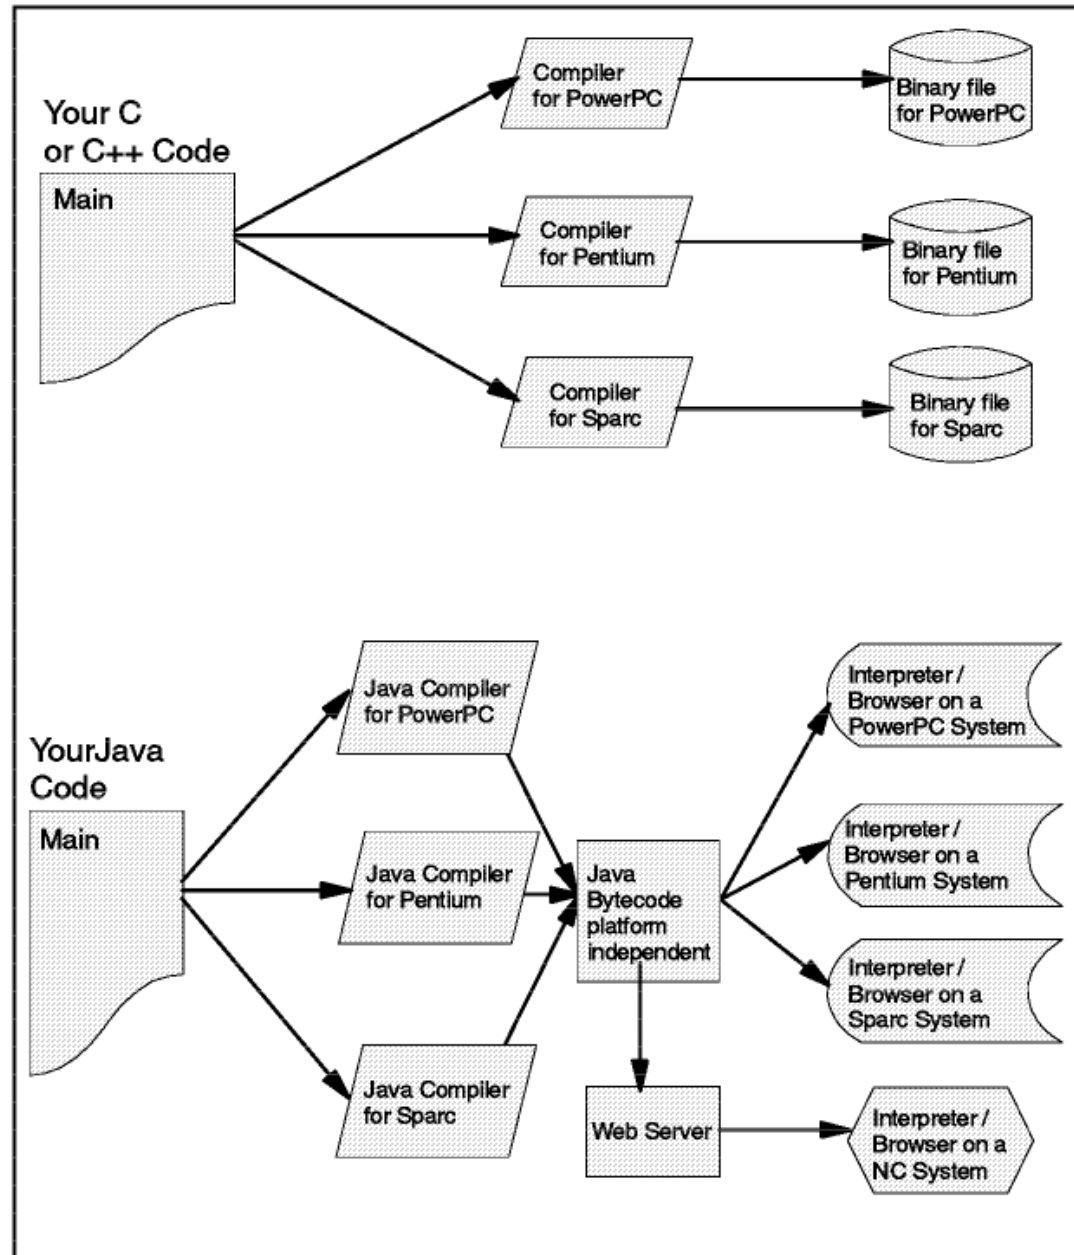 Your C
or C++ Code
Main
Compiler
for PowerPC
Binary file
for PowerPC
Compiler
for Pentium
Binary file
for Pentium
Compiler
for Sparc
Binary file
for Sparc
YourJava
Code
Main
Java Compiler
for PowerPC
Java Compiler
for Pentium
Java Compiler
for Sparc
Java
Bytecode
platform
independent
Web Server
Interpreter /
Browser on a
PowerPC System
Interpreter /
Browser on a
Pentium System
Interpreter /
Browser on a
Sparc System
Interpreter /
Browser on a
NC System